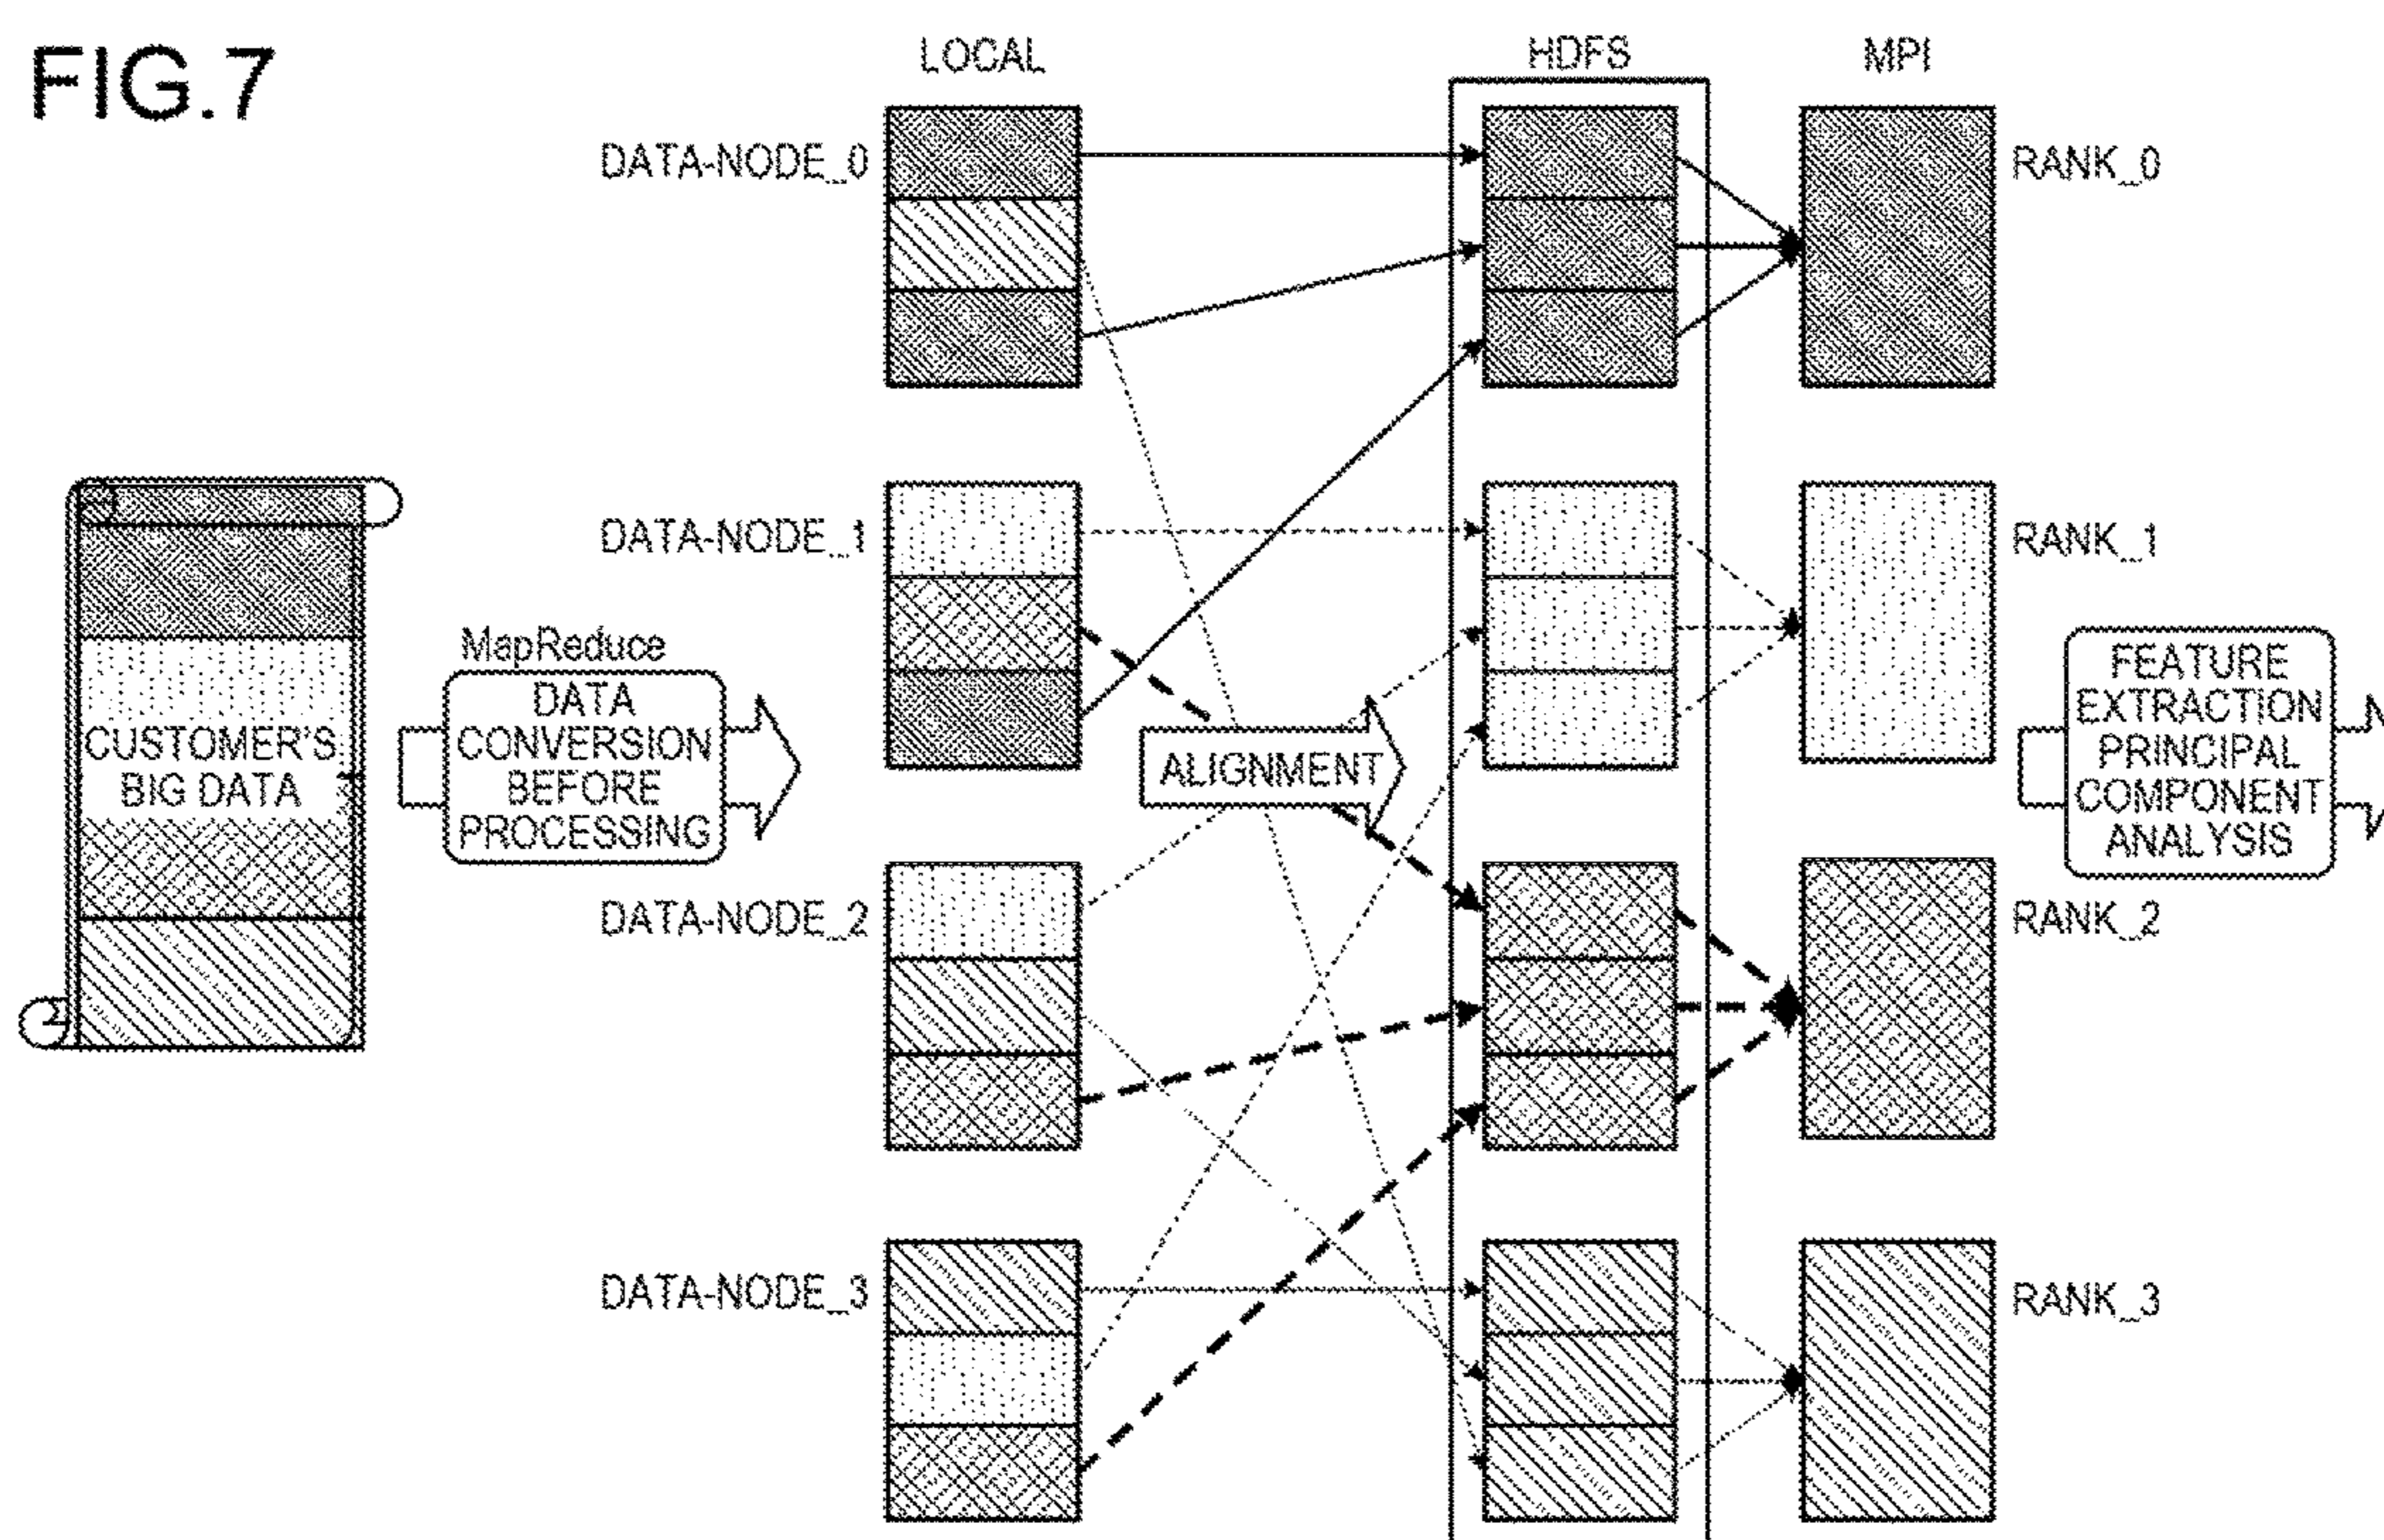 FIG.7
LOCAL
HDFS
MPI
DATA-NODE_0
RANK_0
DATA-NODE_1
RANK_1
MapReduce
DATA
CONVERSION
BEFORE
PROCESSING
CUSTOMER'S
BIG DATA
ALIGNMENT
FEATURE
EXTRACTION
PRINCIPAL
COMPONENT
ANALYSIS
DATA-NODE_2
RANK_2
DATA-NODE_3
RANK_3